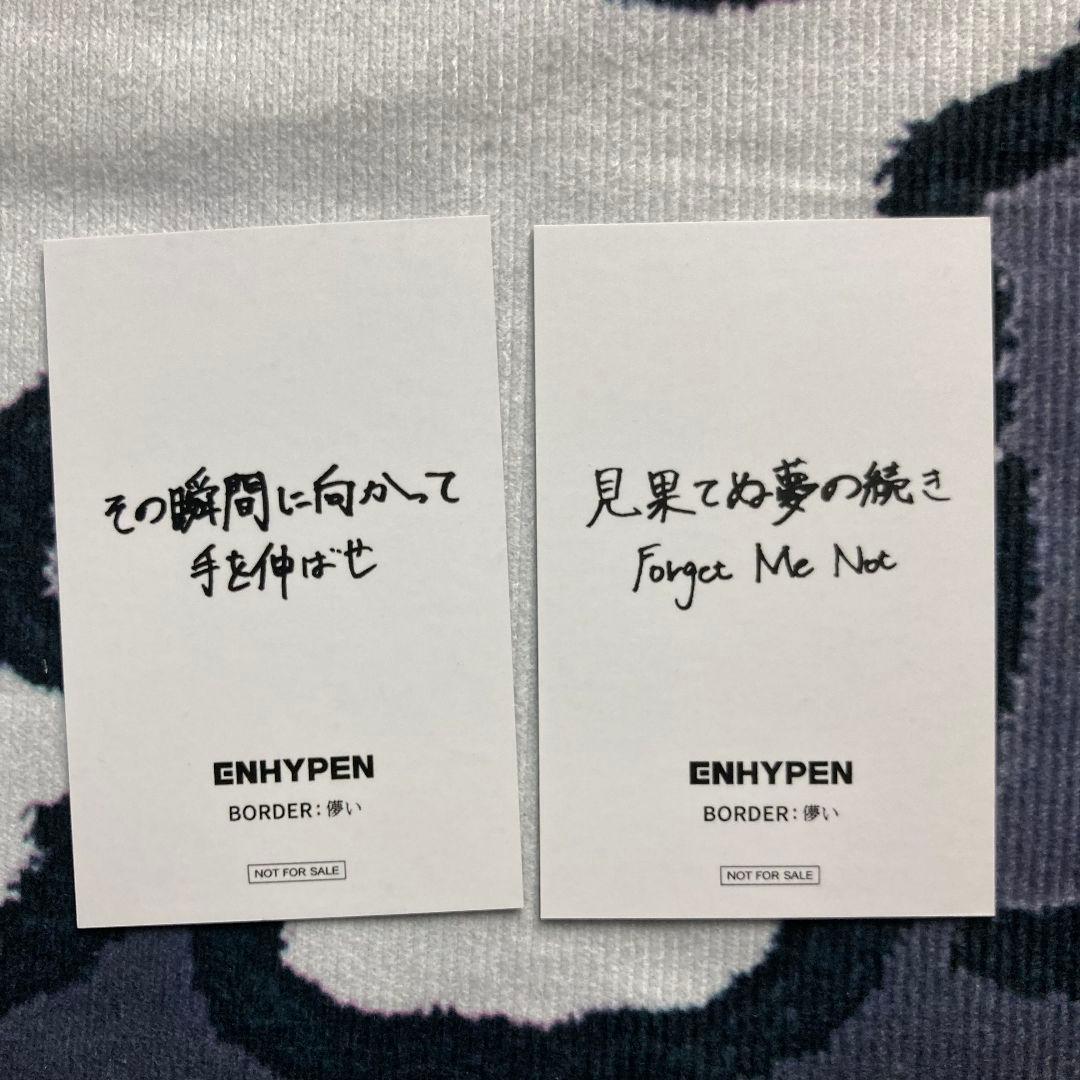 その瞬間に向かって
手を伸ばせ
ENHYPEN
BORDER：儚い
NOT FOR SALE
見果てぬ夢の続き
Forget Me Not
ENHYPEN
BORDER：儚い
NOT FOR SALE